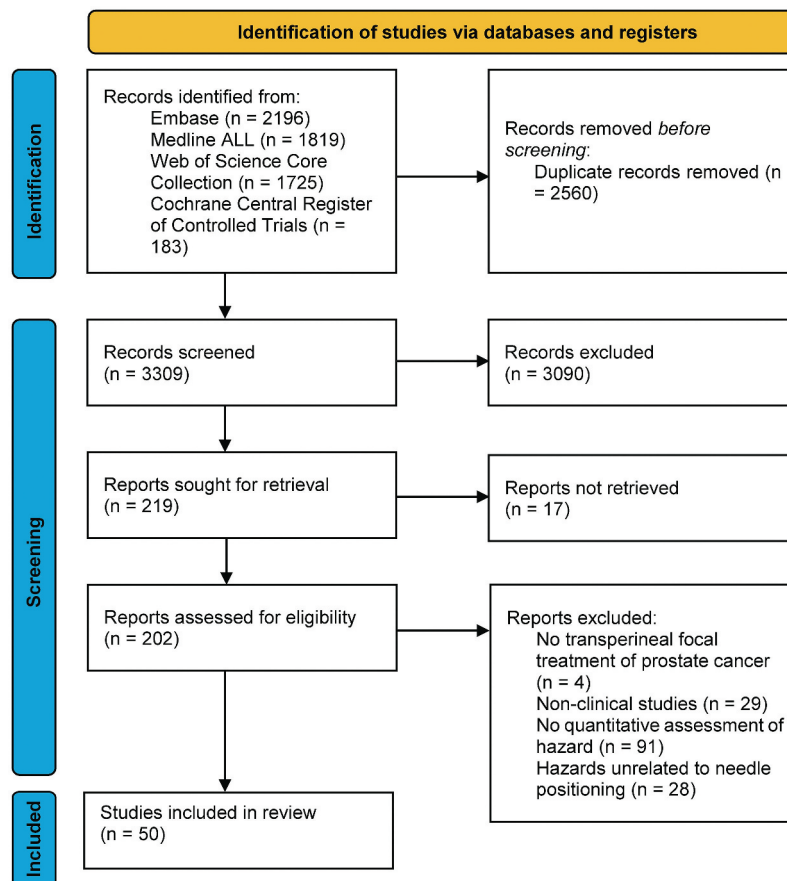 Identification of studies via databases and registers
Identification
Records identified from:
Embase (n = 2196)
Medline ALL (n = 1819)
Web of Science Core
Collection (n = 1725)
Cochrane Central Register
of Controlled Trials (n =
183)
Records removed before
screening:
Duplicate records removed (n
= 2560)
Screening
Records screened
(n = 3309)
Records excluded
(n = 3090)
Reports sought for retrieval
(n = 219)
Reports not retrieved
(n = 17)
Reports assessed for eligibility
(n = 202)
Reports excluded:
No transperineal focal
treatment of prostate cancer
(n = 4)
Non-clinical studies (n = 29)
No quantitative assessment of
hazard (n = 91)
Hazards unrelated to needle
positioning (n = 28)
Included
Studies included in review
(n = 50)